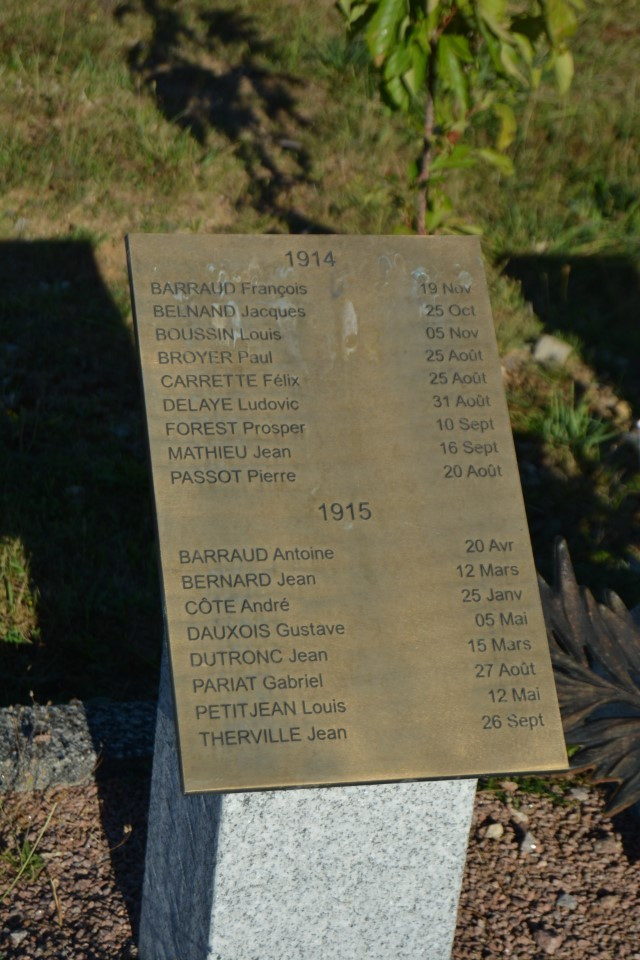 1914
BARRAUD François 19 Nov
BELNAND Jacques 25 Oct
BOUSSIN Louis 05 Nov
BROYER Paul 25 Août
CARRETTE Félix 25 Août
DELAYE Ludovic 31 Août
FOREST Prosper 10 Sept
MATHIEU Jean 16 Sept
PASSOT Pierre 20 Août
1915
BARRAUD Antoine 20 Avr
BERNARD Jean 12 Mars
CÔTE André 25 Janv
DAUXOIS Gustave 05 Mai
DUTRONC Jean 15 Mars
PARIAT Gabriel 27 Août
PETITJEAN Louis 12 Mai
THERVILLE Jean 26 Sept